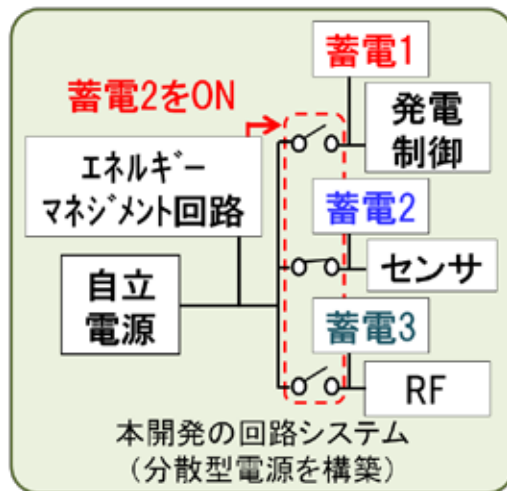 蓄電1
蓄電2をON
発電
制御
エネルギー
マネジメント回路
蓄電2
センサ
自立
電源
蓄電3
RF
本開発の回路システム
（分散型電源を構築）